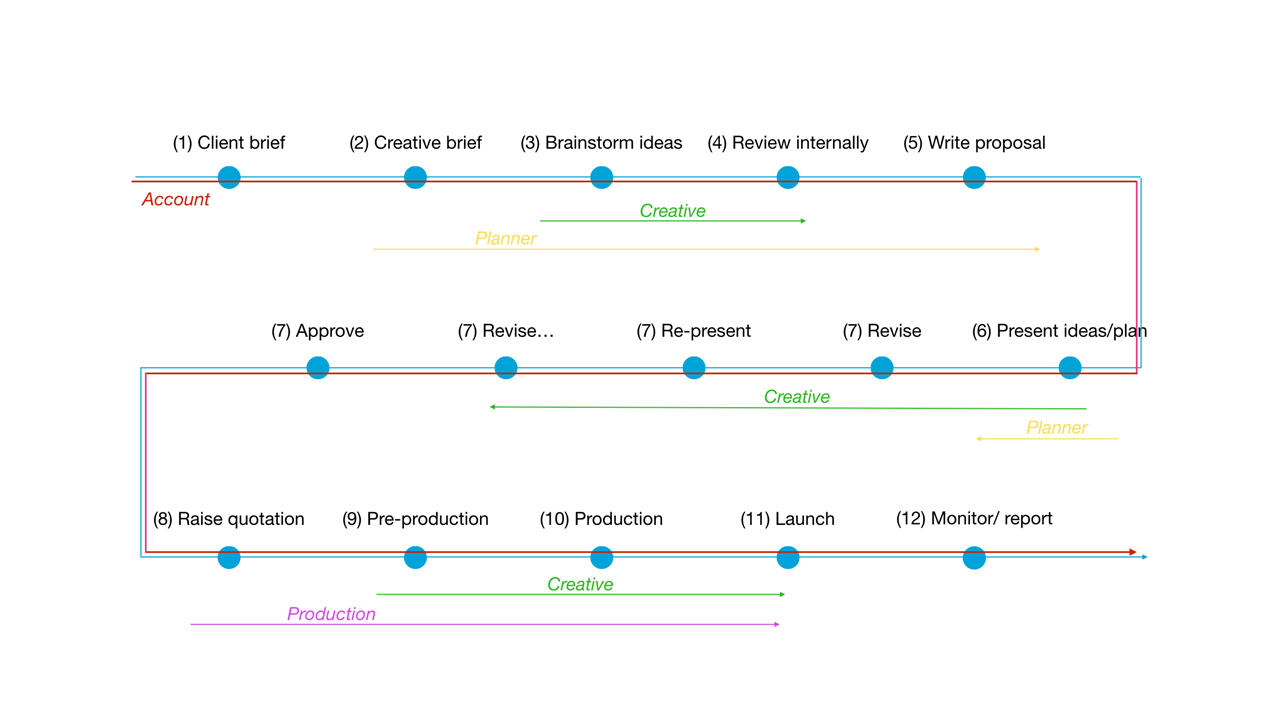 (1) Client brief
(2) Creative brief
(3) Brainstorm ideas
(4) Review internally
(5) Write proposal
Account
Creative
Planner
(7) Approve
(7) Revise…
(7) Re-present
(7) Revise
(6) Present ideas/plan
Creative
Planner
(8) Raise quotation
(9) Pre-production
(10) Production
(11) Launch
(12) Monitor/ report
Creative
Production